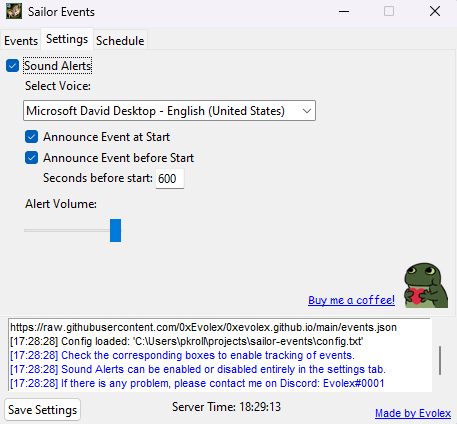 Sailor Events
Events Settings Schedule
Sound Alerts
Select Voice:
Microsoft David Desktop - English (United States)
Announce Event at Start
Announce Event before Start
Seconds before start: 600
Alert Volume:
Buy me a coffee!
https://raw.githubusercontent.com/0xEvolex/0xevolex.github.io/main/events.json
[17:28:28] Config loaded: 'C:\Users\pkroll\projects\sailor-events\config.txt'
[17:28:28] Check the corresponding boxes to enable tracking of events.
[17:28:28] Sound Alerts can be enabled or disabled entirely in the settings tab.
[17:28:28] If there is any problem, please contact me on Discord: Evolex#0001
Save Settings
Server Time: 18:29:13
Made by Evolex